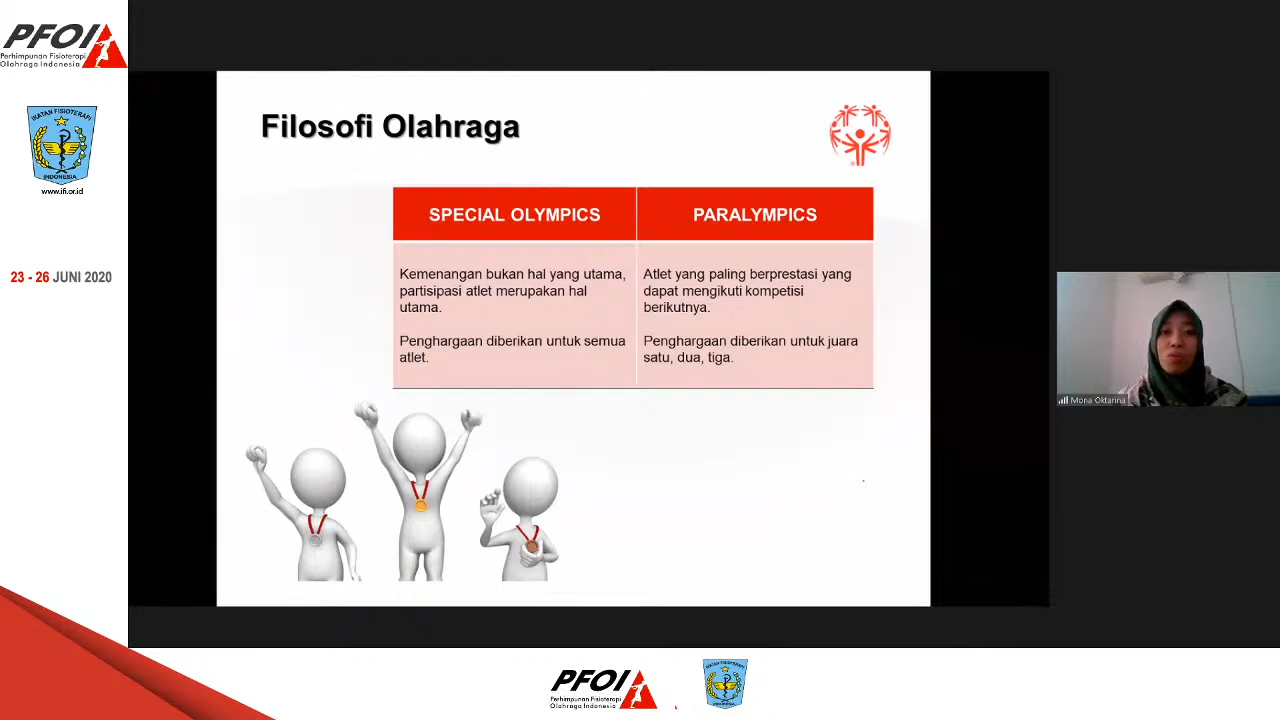 PFOI
Perhimpunan Fisioterapi
Olahraga Indonesia
IKATAN FISIOTERAPI
INDONESIA
www.ifi.or.id
23 - 26 JUNI 2020
Filosofi Olahraga
SPECIAL OLYMPICS
Kemenangan bukan hal yang utama,
partisipasi atlet merupakan hal
utama.
Penghargaan diberikan untuk semua
atlet.
PARALYMPICS
Atlet yang paling berprestasi yang
dapat mengikuti kompetisi
berikutnya.
Penghargaan diberikan untuk juara
satu, dua, tiga.
Mona Oktarina
PFOI
Perhimpunan Fisioterapi
Olahraga Indonesia
IKATAN FISIOTERAPI
INDONESIA